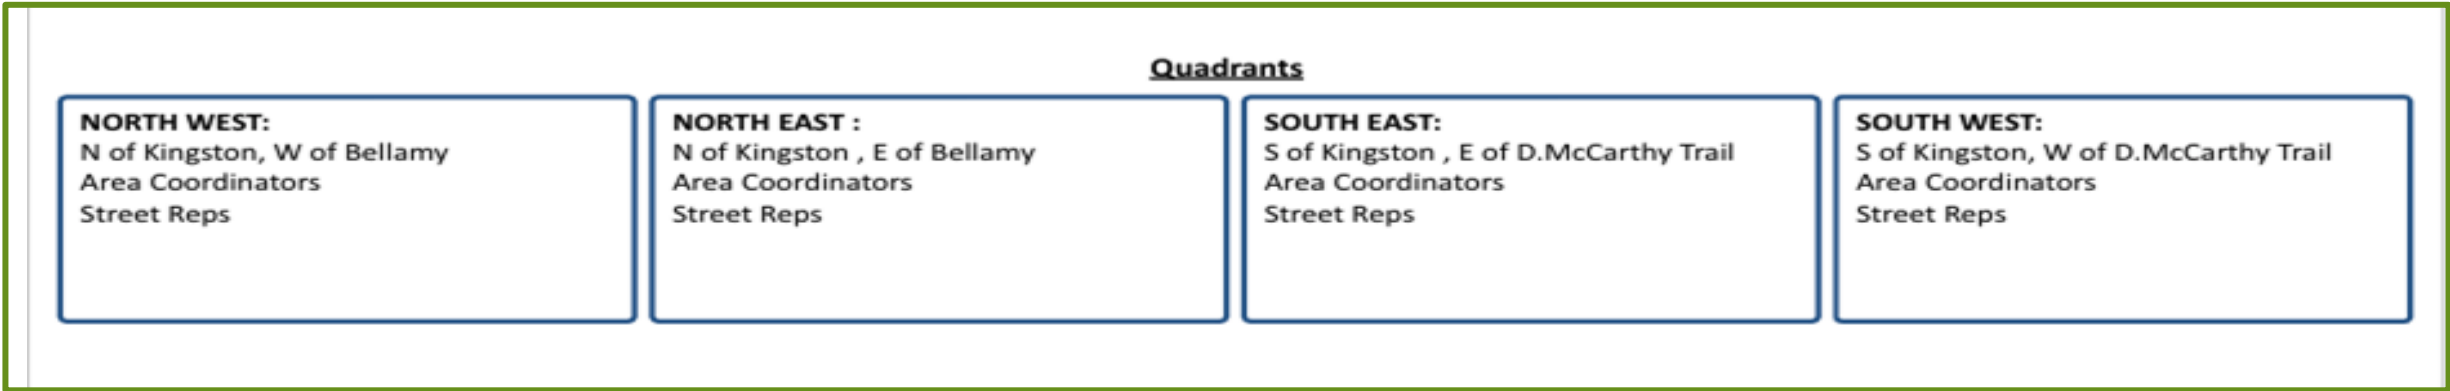 Quadrants
NORTH WEST:
N of Kingston, W of Bellamy
Area Coordinators
Street Reps
NORTH EAST :
N of Kingston , E of Bellamy
Area Coordinators
Street Reps
SOUTH EAST:
S of Kingston , E of D.McCarthy Trail
Area Coordinators
Street Reps
SOUTH WEST:
S of Kingston, W of D.McCarthy Trail
Area Coordinators
Street Reps